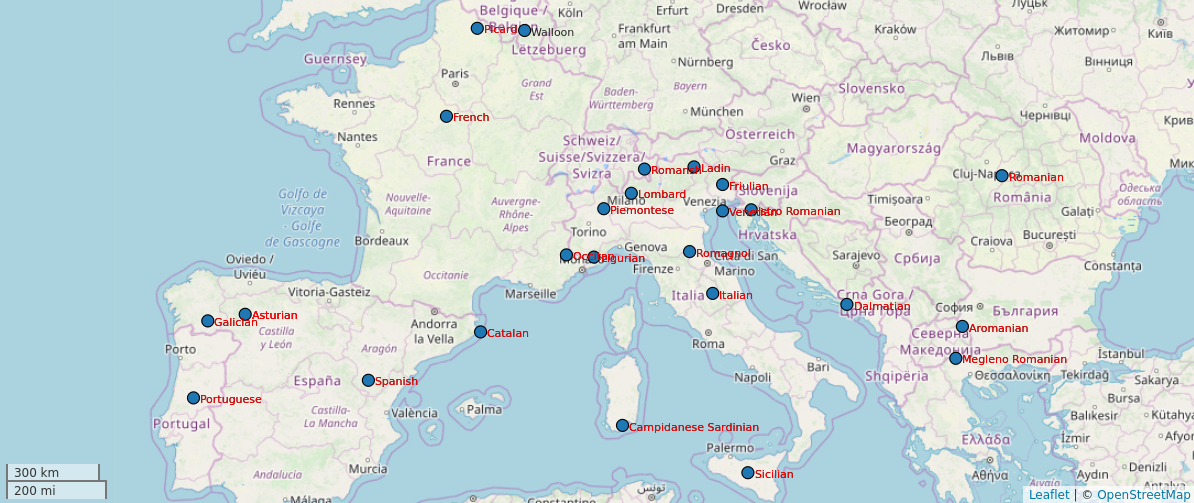 Belgique /
Belgien
Köln
Erfurt
Dresden
Wrocław
Луцьк
Picard
Walloon
Letzebuerg
Frankfurt
am Main
Kraków
Житомир
Київ
Львів
Вінниця
Guernsey
Česko
Nürnberg
Paris
Grand
Est
Slovensko
Rennes
Baden-
Württemberg
Bayern
München
Wien
Чернівці
French
Nantes
Österreich
Moldova
Schweiz/
Suisse/Svizzera/
Svizra
France
Magyarország
Graz
Romansh
Ladin
Cluj-Napoca
Romanian
România
Friulian
Slovenija
Golfo de
Vizcaya
- Golfe
de Gascogne
Nouvelle-
Aquitaine
Auvergne-
Rhône-
Alpes
Lombard
Milano
Venezia
Timișoara
Одеська
область
Piemontese
Venetian
Istro Romanian
Београд
Galați
Torino
Hrvatska
Bordeaux
Genova
Craiova
București
Oviedo /
Uviéu
Occitan
Ligurian
Romagnol
Città di San
Marino
Sarajevo
Constanța
Firenze
Occitanie
Vitoria-Gasteiz
Marseille
Italia
Italian
Crna Gora /
Црна Гора
Dalmatian
София
България
Asturian
Galician
Andorra
la Vella
Castilla
y León
Catalan
Aromanian
Северна
Македонија
Porto
Aragón
Roma
İstanbul
Megleno Romanian
Bari
Θεσσαλονίκη
Tekirdağ
Sakarya
España
Spanish
Napoli
Shqipëria
Bursa
Portuguese
Castilla-
La Mancha
València
Palma
Balıkesir
Kütahya
Portugal
Campidanese Sardinian
Ελλάδα
İzmir
Afyon
Palermo
Murcia
300 km
Andalucía
Sicilian
Αθήνα
Aydın
Denizli
200 mi
Málaga
Constantine
تونس
Leaflet | © OpenStreetMap